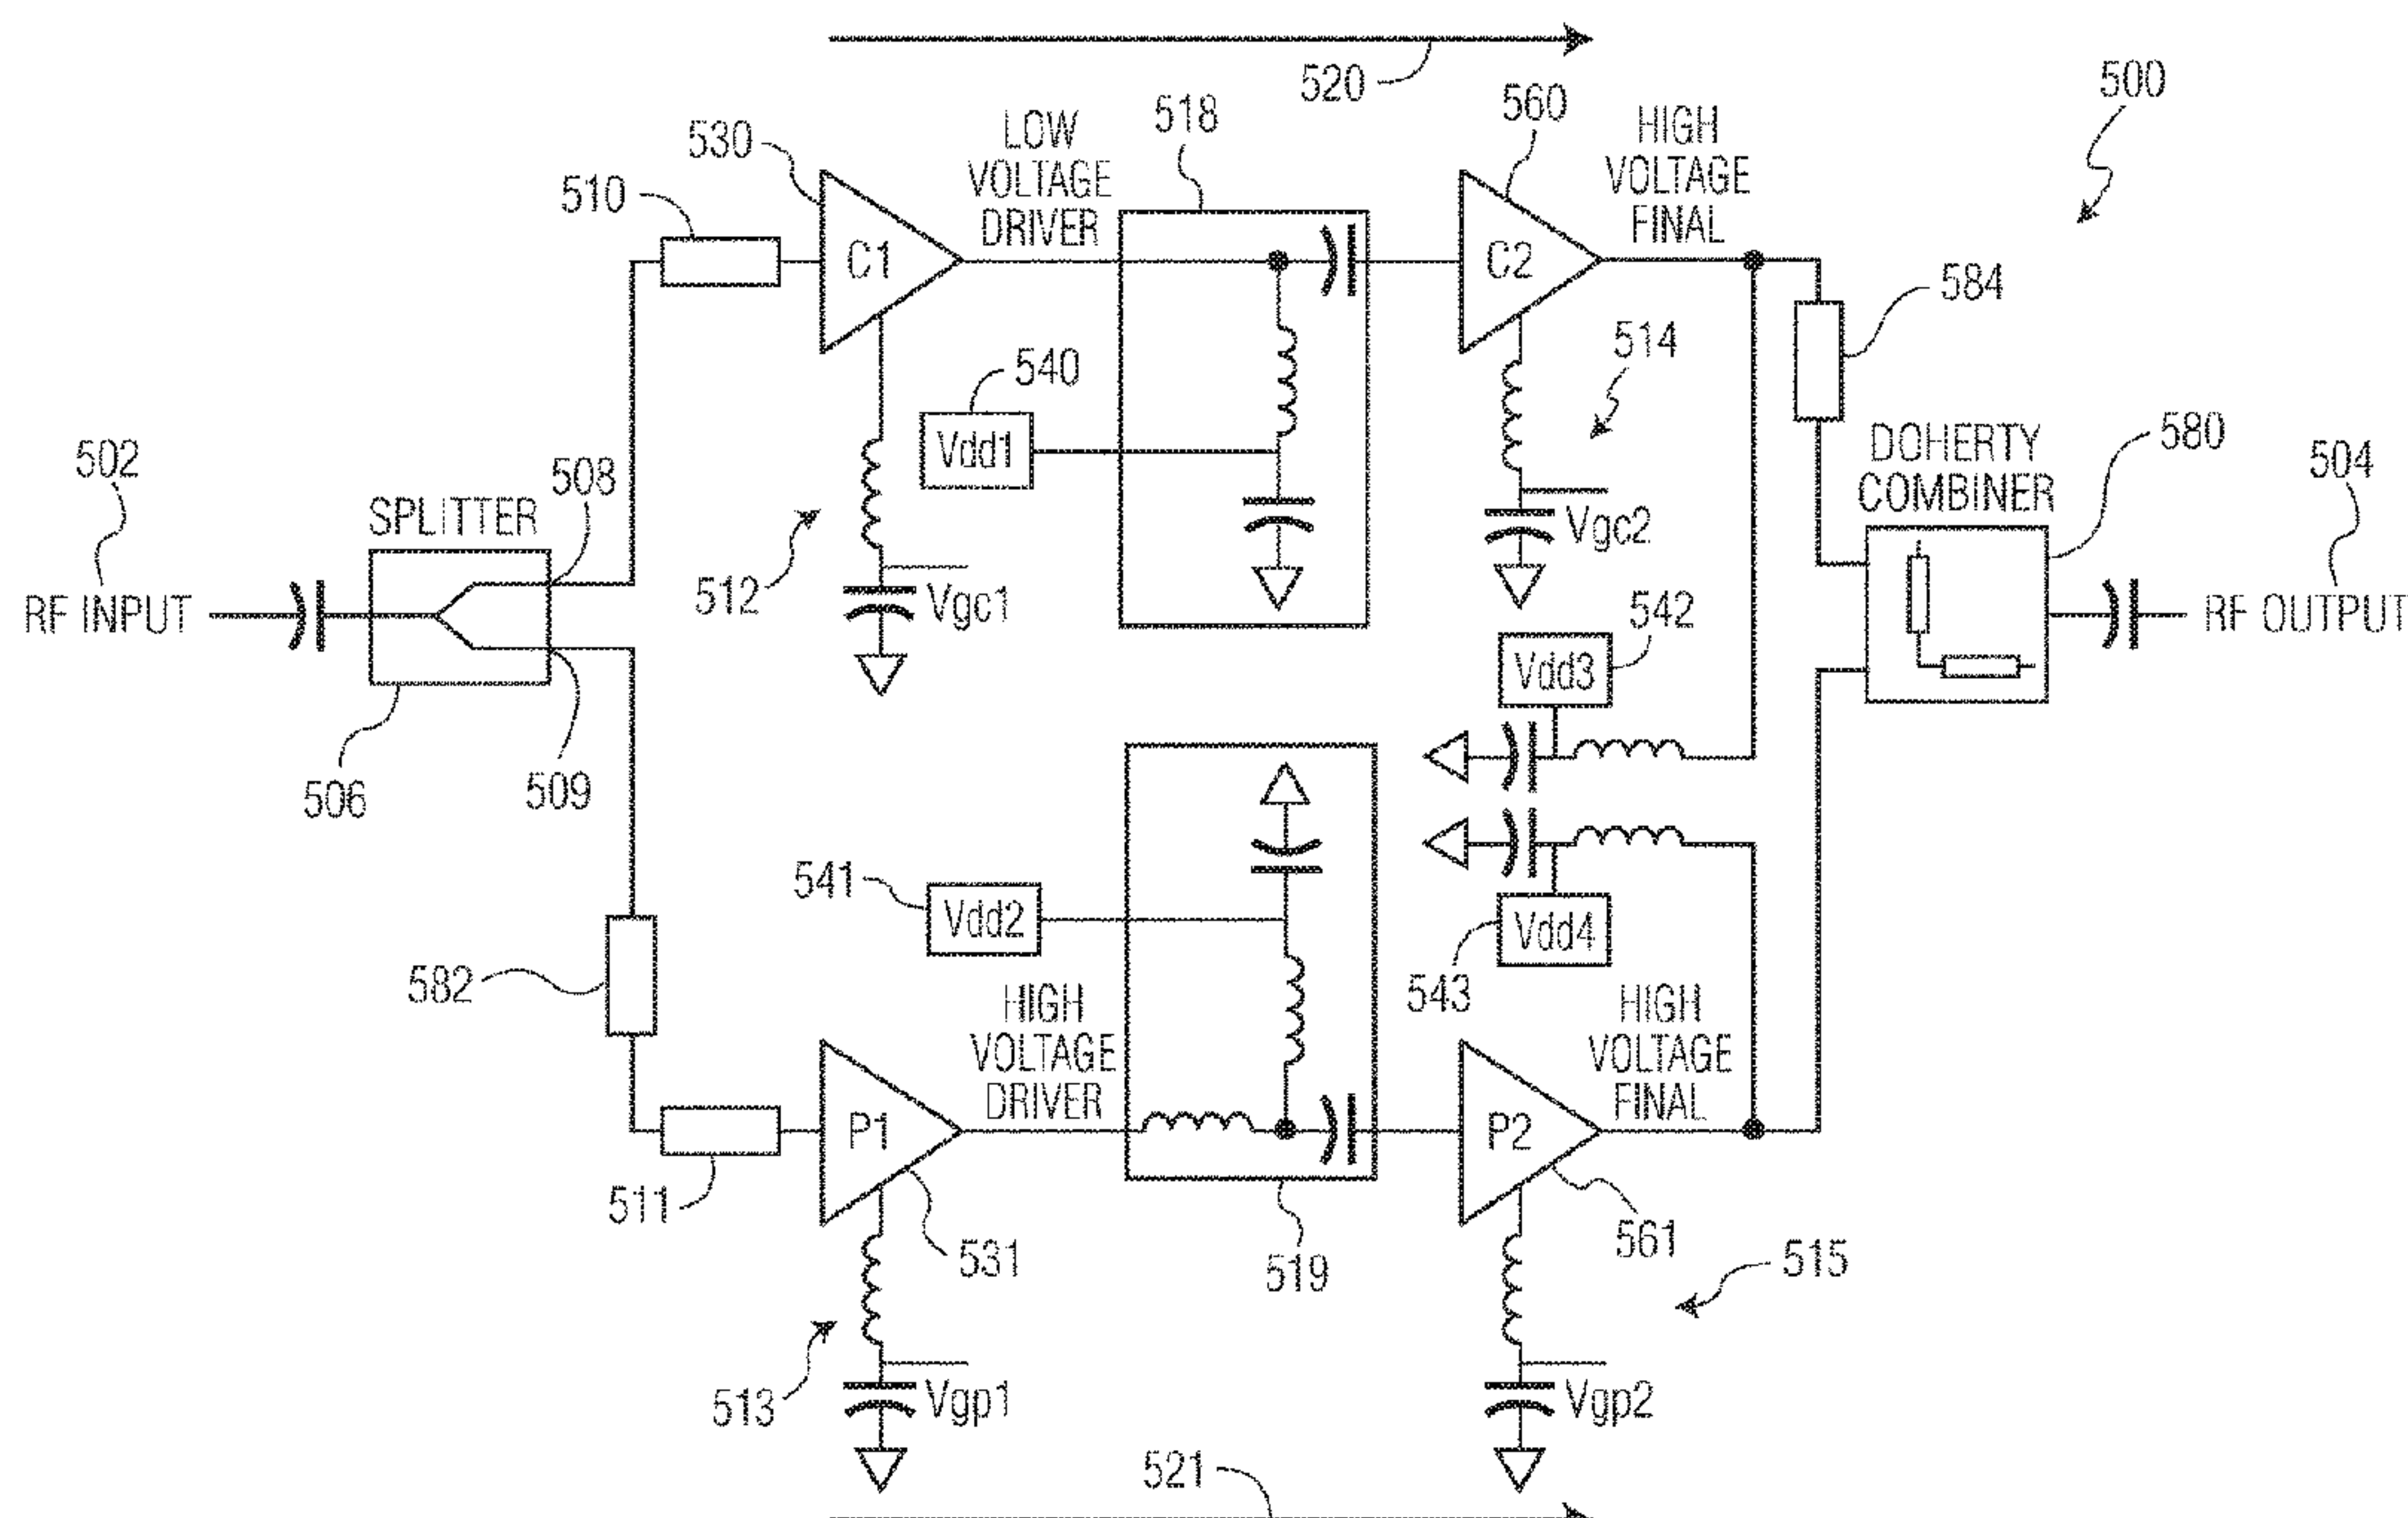 520
500
530
LOW
VOLTAGE
DRIVER
518
560
HIGH
VOLTAGE
FINAL
510
C1
C2
584
514
540
Vdd1
502
RF INPUT
SPLITTER
508
512
Vgc1
Vgc2
DOHERTY
COMBINER
580
504
RF OUTPUT
506
509
542
Vdd3
541
Vdd2
Vdd4
543
582
HIGH
VOLTAGE
DRIVER
HIGH
VOLTAGE
FINAL
511
P1
P2
531
519
561
515
513
Vgp1
Vgp2
521